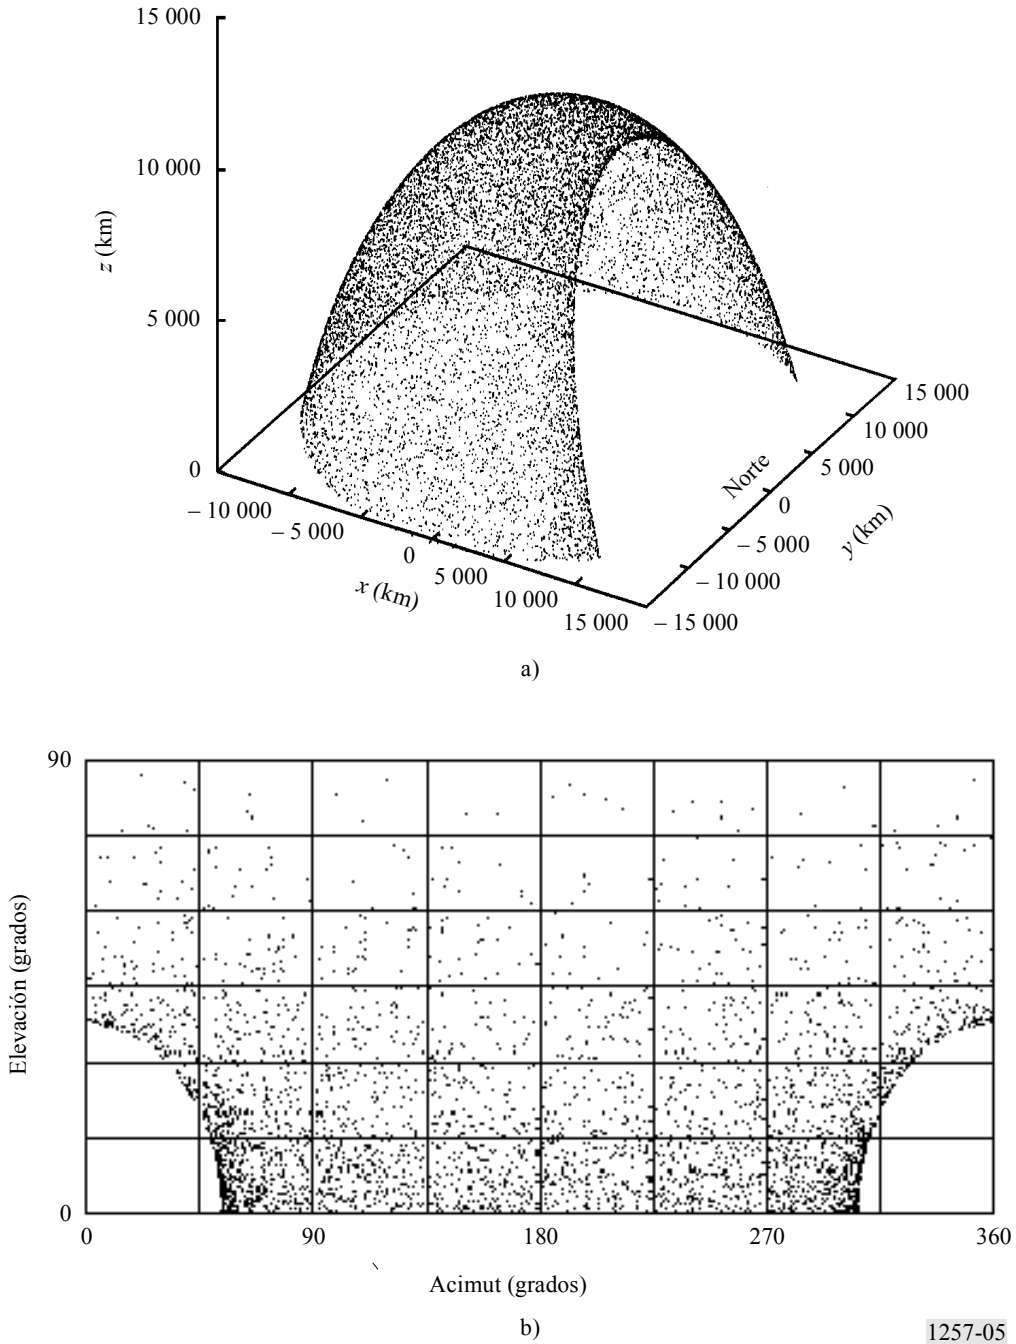 15 000
10 000
z (km)
5 000
0
– 10 000
– 5 000
0
5 000
10 000
15 000
x (km)
15 000
10 000
5 000
0
– 5 000
– 10 000
– 15 000
Norte
y (km)
a)
90
Elevación (grados)
0
0
90
180
270
360
Acimut (grados)
b)
1257-05